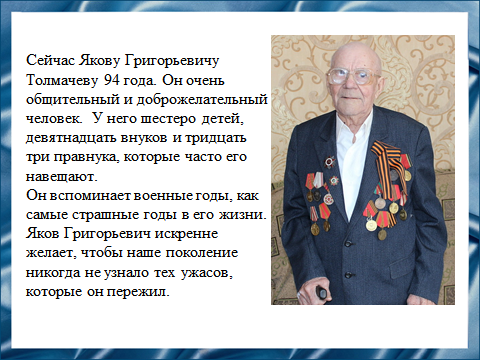 Сейчас Якову Григорьевичу
Толмачеву 94 года. Он очень
общительный и доброжелательный
человек. У него шестеро детей,
девятнадцать внуков и тридцать
три правнука, которые часто его
навещают.
Он вспоминает военные годы, как
самые страшные годы в его жизни.
Яков Григорьевич искренне
желает, чтобы наше поколение
никогда не узнало тех ужасов,
которые он пережил.